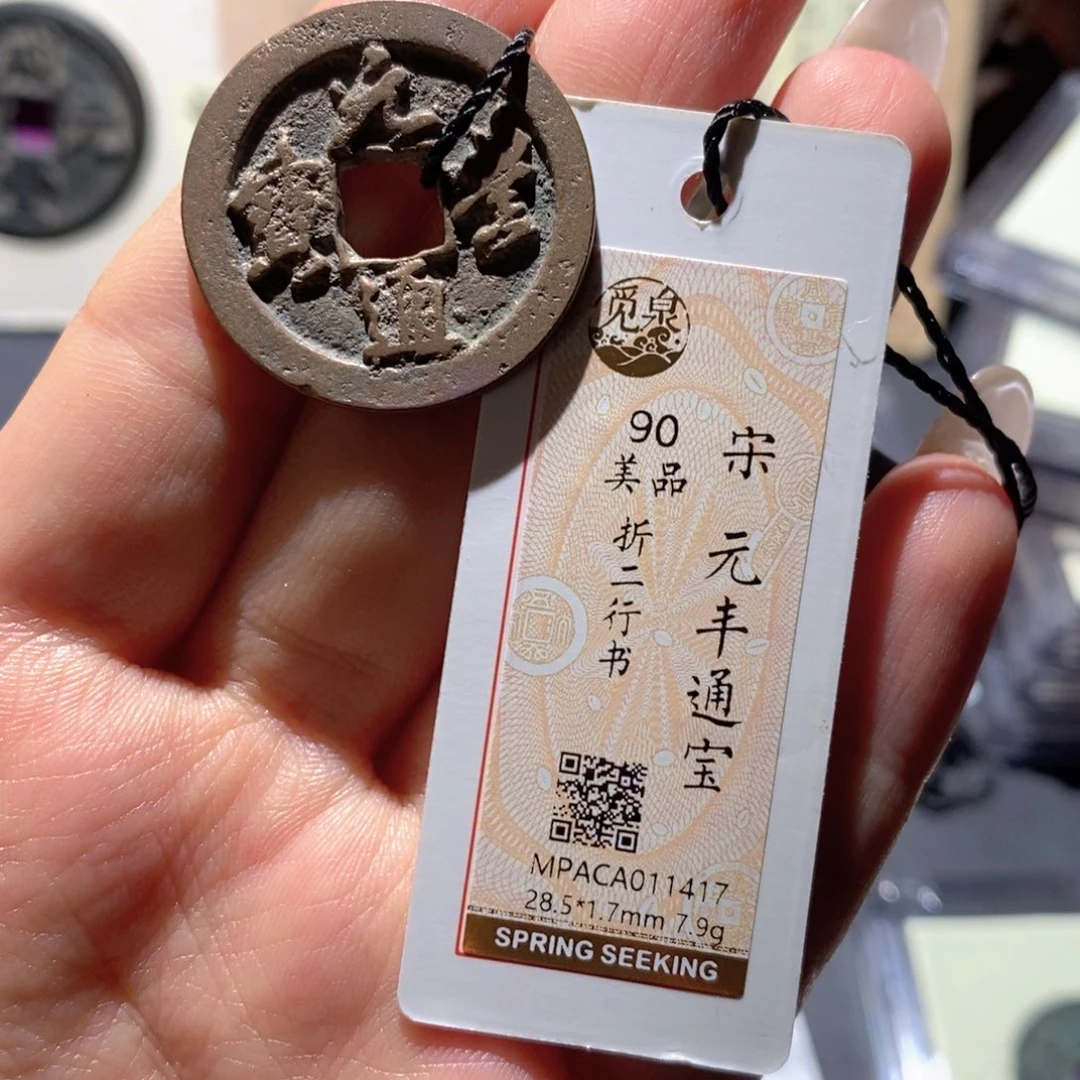 元豐通寶
觅泉
宋 元丰通宝
90
美品
折二行书
MPACA011417
28.5*1.7mm 7.9g
SPRING SEEKING